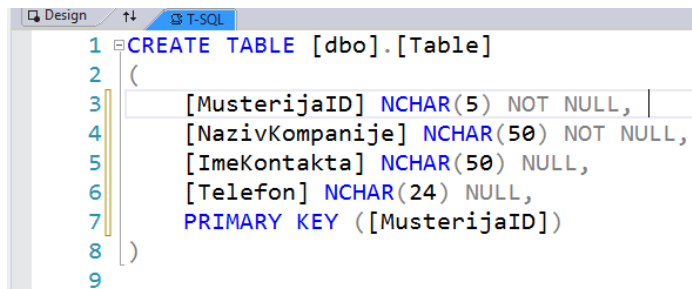 Design T-SQL
1 CREATE TABLE [dbo].[Table]
2 (
3 [MusterijaID] NCHAR(5) NOT NULL,
4 [NazivKompanije] NCHAR(50) NOT NULL,
5 [ImeKontakta] NCHAR(50) NULL,
6 [Telefon] NCHAR(24) NULL,
7 PRIMARY KEY ([MusterijaID])
8 )
9